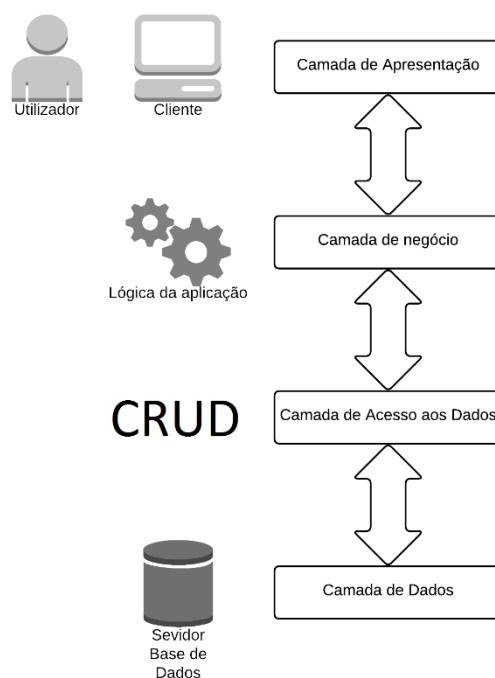 Camada de Apresentação
Utilizador
Cliente
Camada de negócio
Lógica da aplicação
CRUD
Camada de Acesso aos Dados
Camada de Dados
Sevidor
Base de
Dados